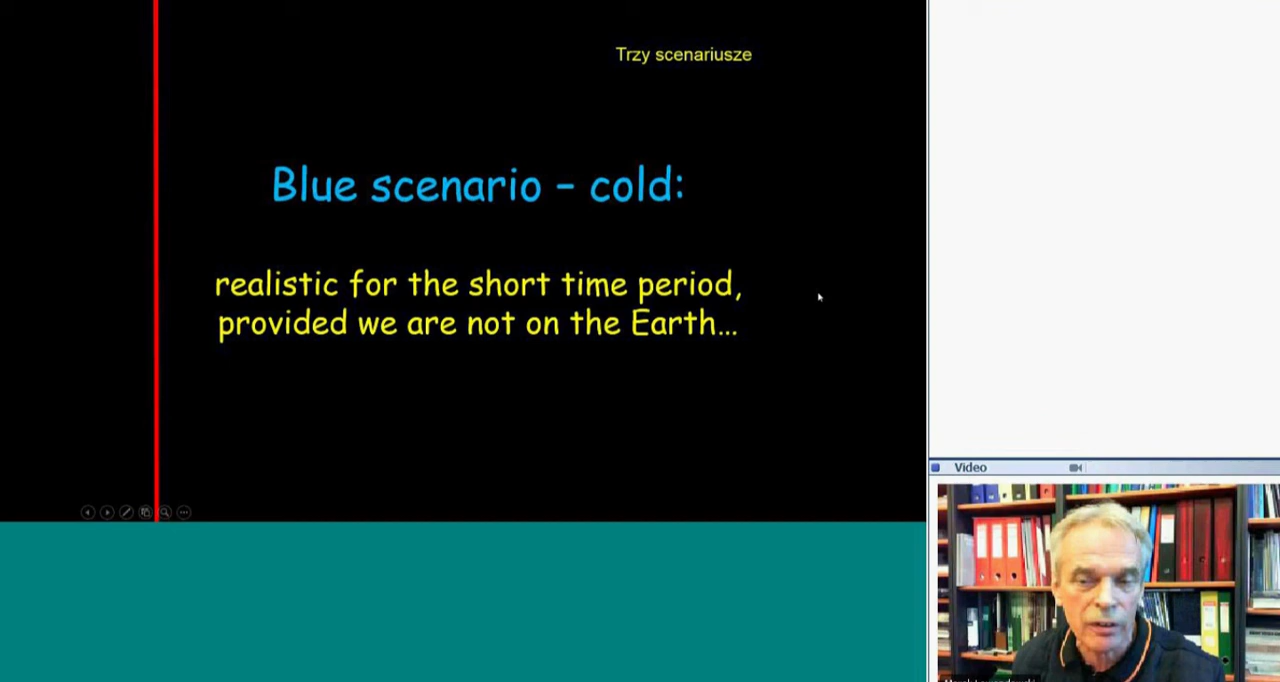 Trzy scenariusze
Blue scenario – cold:
realistic for the short time period,
provided we are not on the Earth…
Video